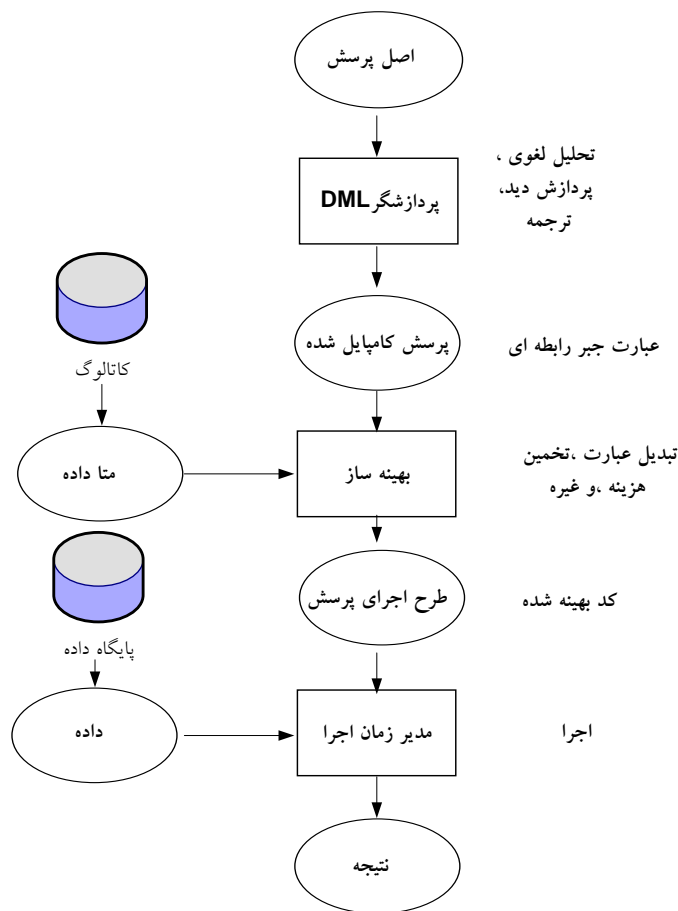 اصل پرسش
تحلیل لغوی ،
پردازش دید،
ترجمه
پردازشگرDML
پرسش کامپایل شده
عبارت جبر رابطه ای
کاتالوگ
متا داده
بهینه ساز
تبدیل عبارت ،تخمین
هزینه ،و غیره
طرح اجرای پرسش
کد بهینه شده
پایگاه داده
داده
مدیر زمان اجرا
اجرا
نتیجه